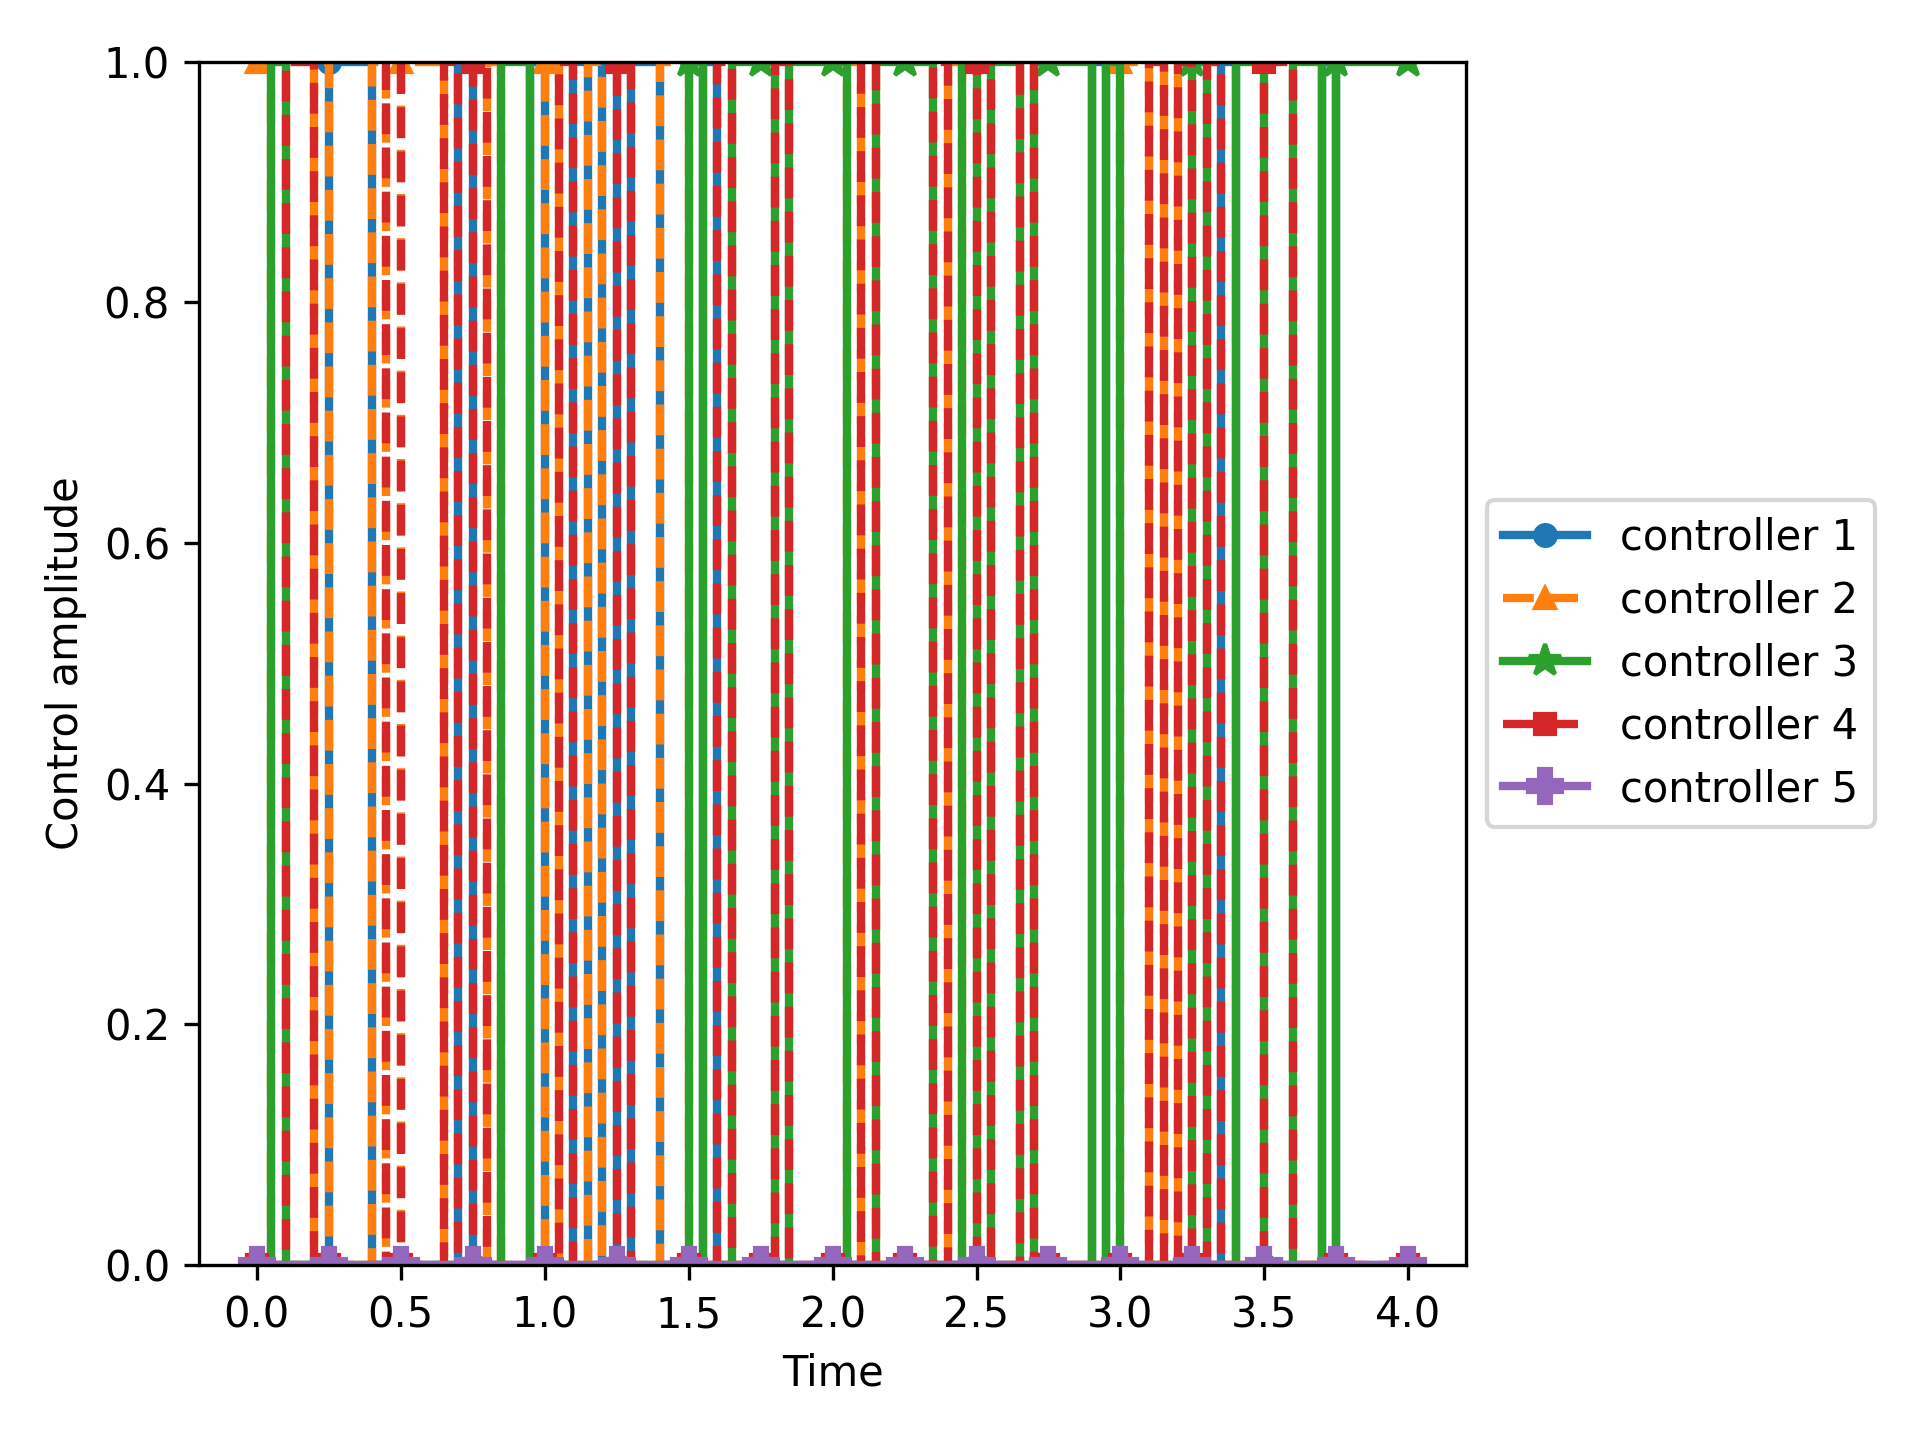 1.0
0.8
0.6
0.4
0.2
0.0
Control amplitude
0.0 0.5 1.0 1.5 2.0 2.5 3.0 3.5 4.0
Time
controller 1
controller 2
controller 3
controller 4
controller 5